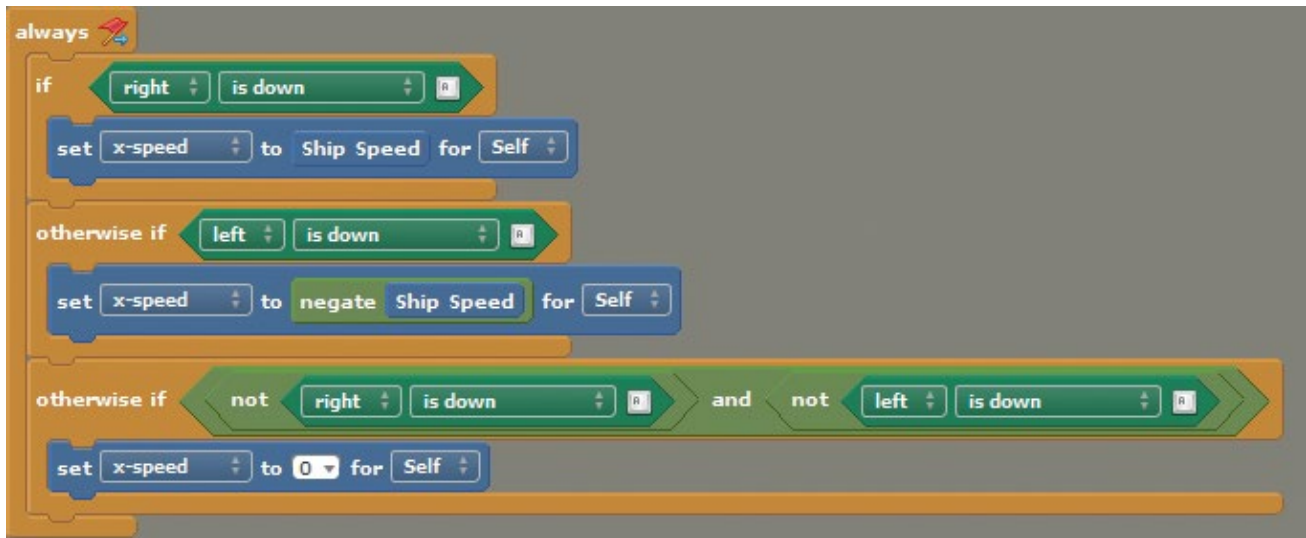 always
if right is down
set x-speed to Ship Speed for Self
otherwise if left is down
set x-speed to negate Ship Speed for Self
otherwise if not right is down and not left is down
set x-speed to 0 for Self